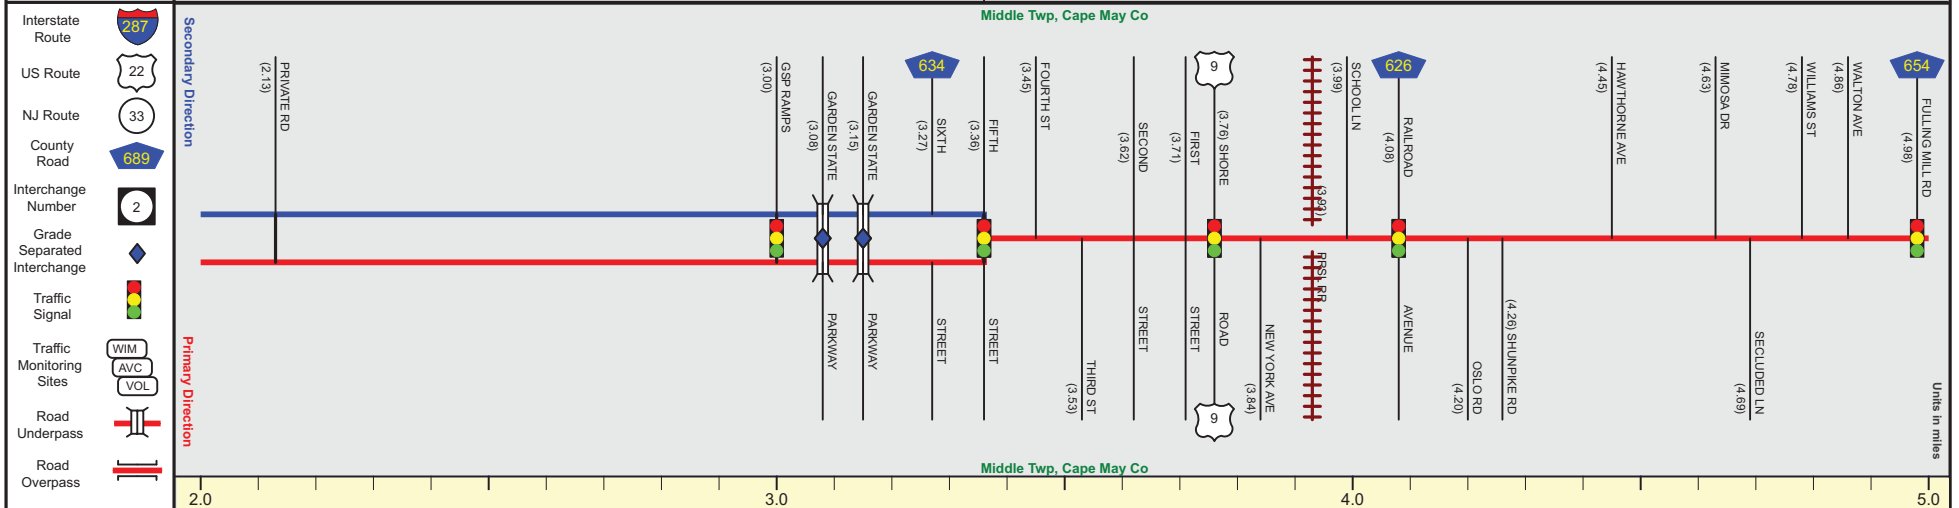 Interstate
Route
287
US Route
22
NJ Route
33
County
Road
689
Interchange
Number
2
Grade
Separated
Interchange
Traffic
Signal
Traffic
Monitoring
Sites
WIM
AVC
VOL
Road
Underpass
Road
Overpass
Secondary Direction
Primary Direction
Middle Twp, Cape May Co
PRIVATE RD
(2.13)
GSP RAMPS
(3.00)
GARDEN STATE PARKWAY
(3.08)
GARDEN STATE PARKWAY
(3.15)
634
SIXTH STREET
(3.27)
FIFTH STREET
(3.36)
FOURTH ST
(3.45)
THIRD ST
(3.53)
SECOND STREET
(3.62)
FIRST STREET
(3.71)
9
(3.76) SHORE ROAD
9
NEW YORK AVE
(3.84)
(3.93)
PRSL RR
SCHOOL LN
(3.99)
626
RAILROAD AVENUE
(4.08)
OSLO RD
(4.20)
(4.26) SHUNPIKE RD
HAWTHORNE AVE
(4.45)
MIMOSA DR
(4.63)
SECLUDED LN
(4.69)
WILLIAMS ST
(4.78)
WALTON AVE
(4.86)
654
FULLING MILL RD
(4.98)
Units in miles
Middle Twp, Cape May Co
2.0
3.0
4.0
5.0